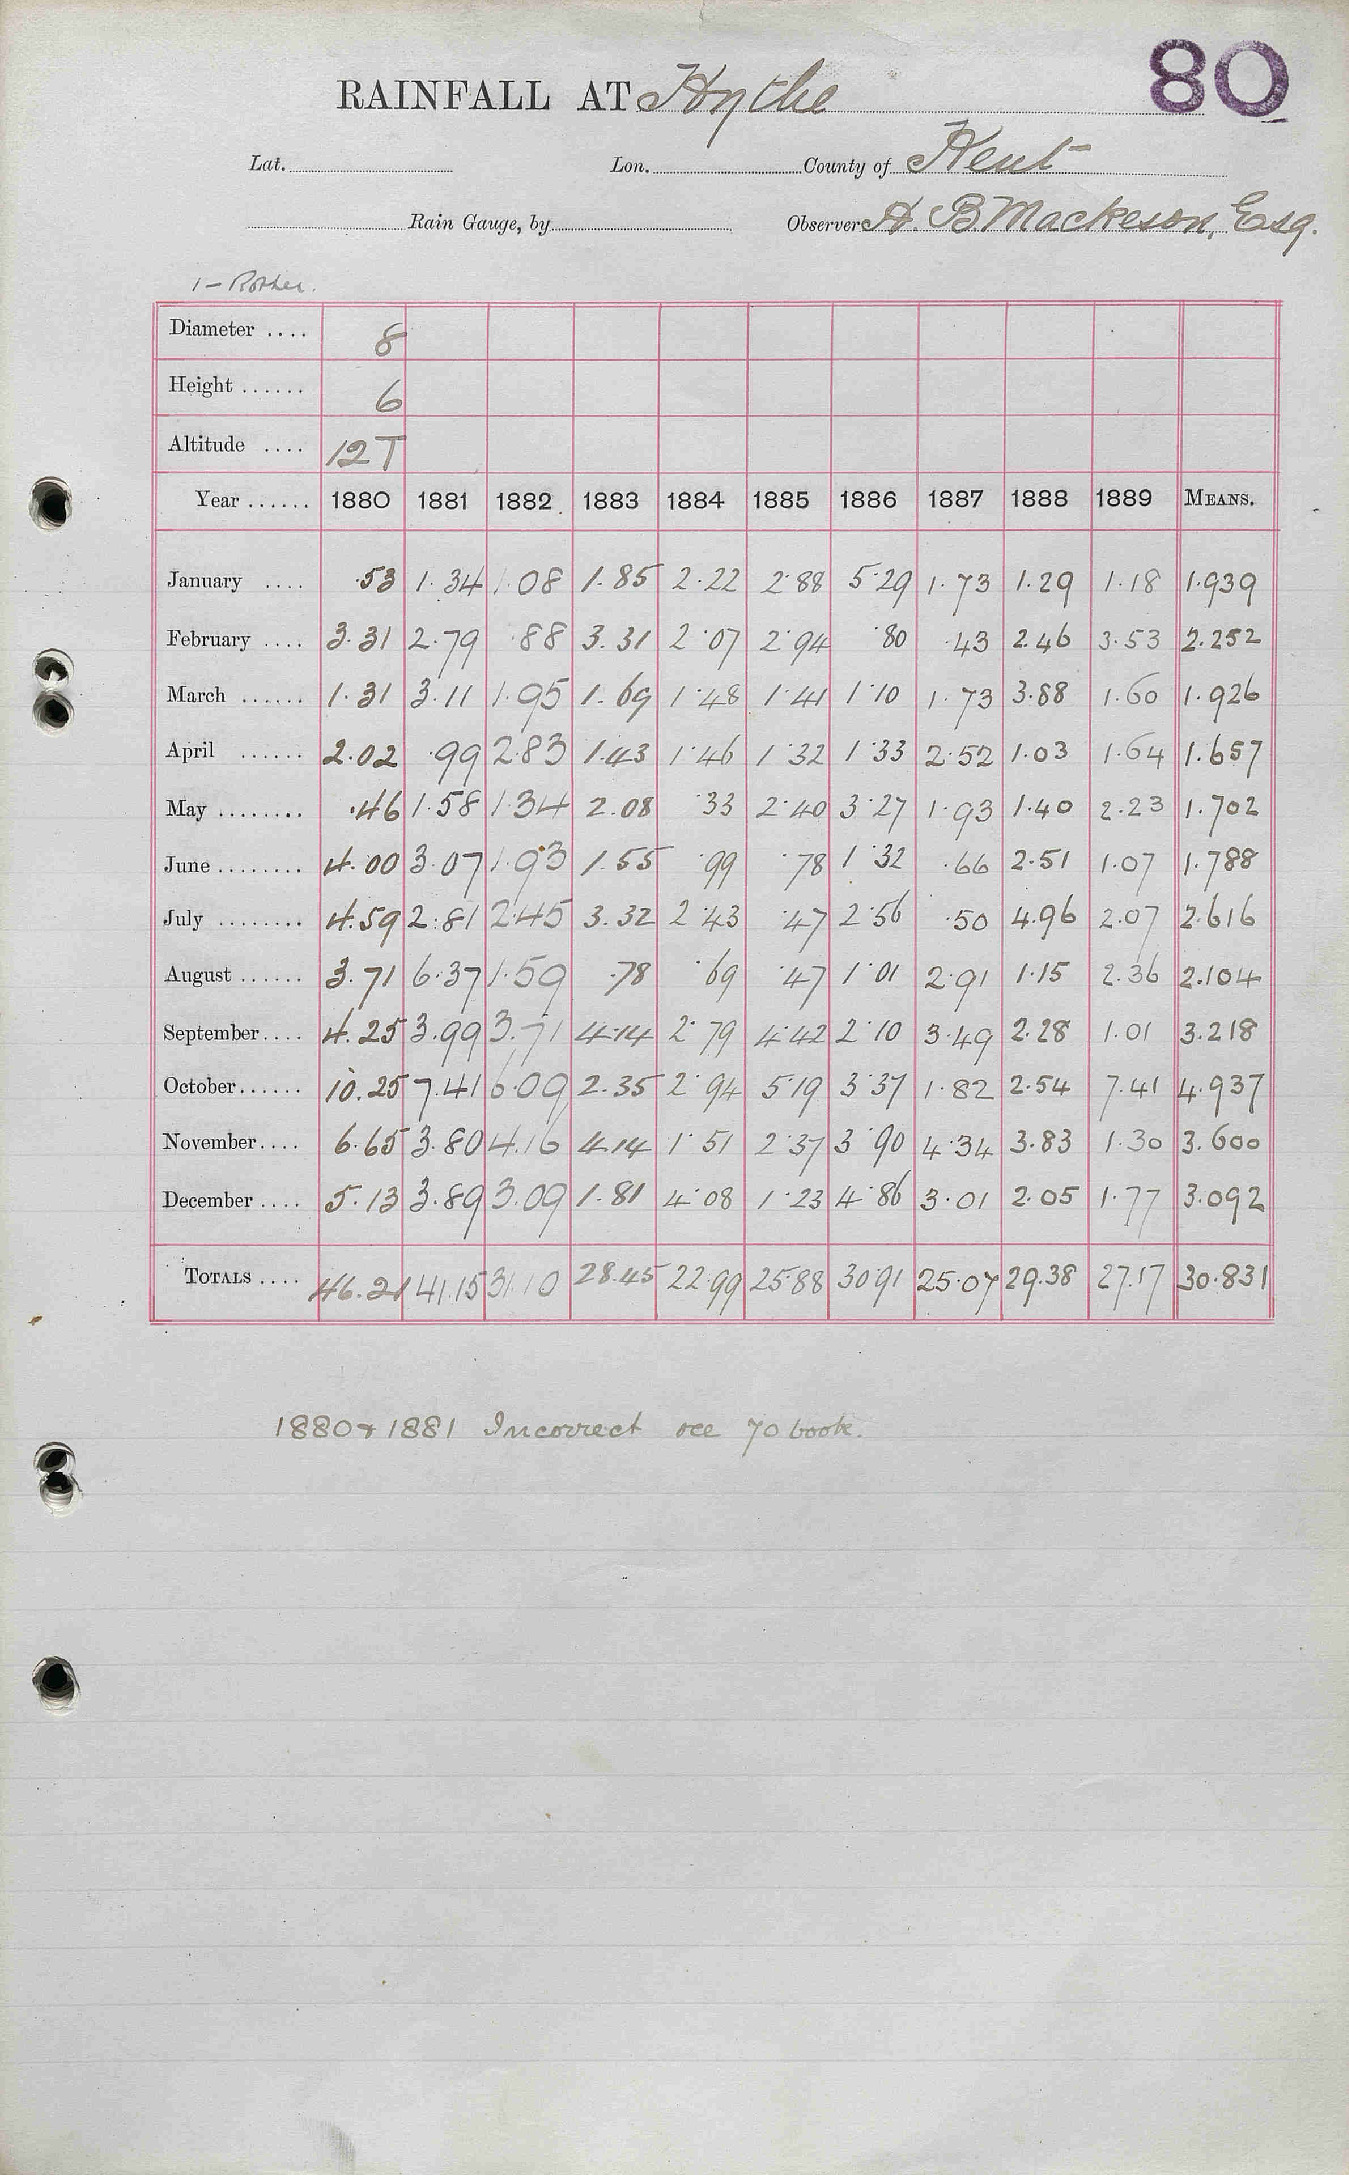 80
RAINFALL AT Hythe
Lat. Lon. County of Kent
Rain Gauge, by Observer H. B Mackeson, Esq.
1 – Rother.
Diameter .... 8
Height ...... 6
Altitude .... 12T
Year ...... 1880 1881 1882 1883 1884 1885 1886 1887 1888 1889 MEANS.
January .... .53 1.34 1.08 1.85 2.22 2.88 5.29 1.73 1.29 1.18 1.939
February .... 3.31 2.79 .88 3.31 2.07 2.94 .80 .43 2.46 3.53 2.252
March ...... 1.31 3.11 1.95 1.69 1.48 1.41 1.10 1.73 3.88 1.60 1.926
April ...... 2.02 .99 2.83 1.43 1.46 1.32 1.33 2.52 1.03 1.64 1.657
May ........ .46 1.58 1.34 2.08 .33 2.40 3.27 1.93 1.40 2.23 1.702
June ........ 4.00 3.07 1.93 1.55 .99 .78 1.32 .66 2.51 1.07 1.788
July ........ 4.59 2.81 2.45 3.32 2.43 .47 2.56 .50 4.96 2.07 2.616
August ...... 3.71 6.37 1.59 .78 .69 .47 1.01 2.91 1.15 2.36 2.104
September .... 4.25 3.99 3.71 4.14 2.79 4.42 2.10 3.49 2.28 1.01 3.218
October ...... 10.25 7.41 6.09 2.35 2.94 5.19 3.37 1.82 2.54 7.41 4.937
November .... 6.65 3.80 4.16 4.14 1.51 2.37 3.90 4.34 3.83 1.30 3.600
December .... 5.13 3.89 3.09 1.81 4.08 1.23 4.86 3.01 2.05 1.77 3.092
TOTALS .... 46.21 41.15 31.10 28.45 22.99 25.88 30.91 25.07 29.38 27.17 30.831
1880 + 1881 Incorrect see 70 book.